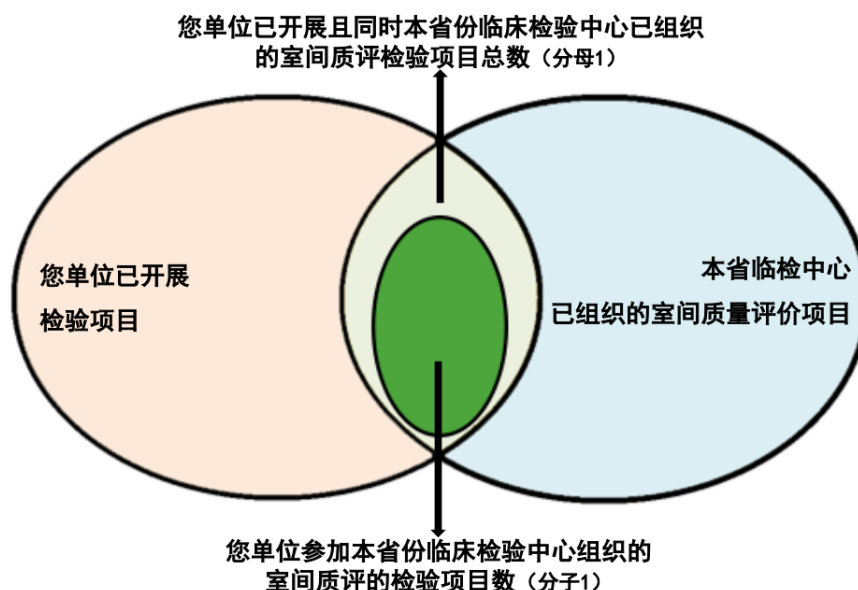 您单位已开展且同时本省份临床检验中心已组织
的室间质评检验项目总数（分母1）
您单位已开展
检验项目
本省临检中心
已组织的室间质量评价项目
您单位参加本省份临床检验中心组织的
室间质评的检验项目数（分子1）